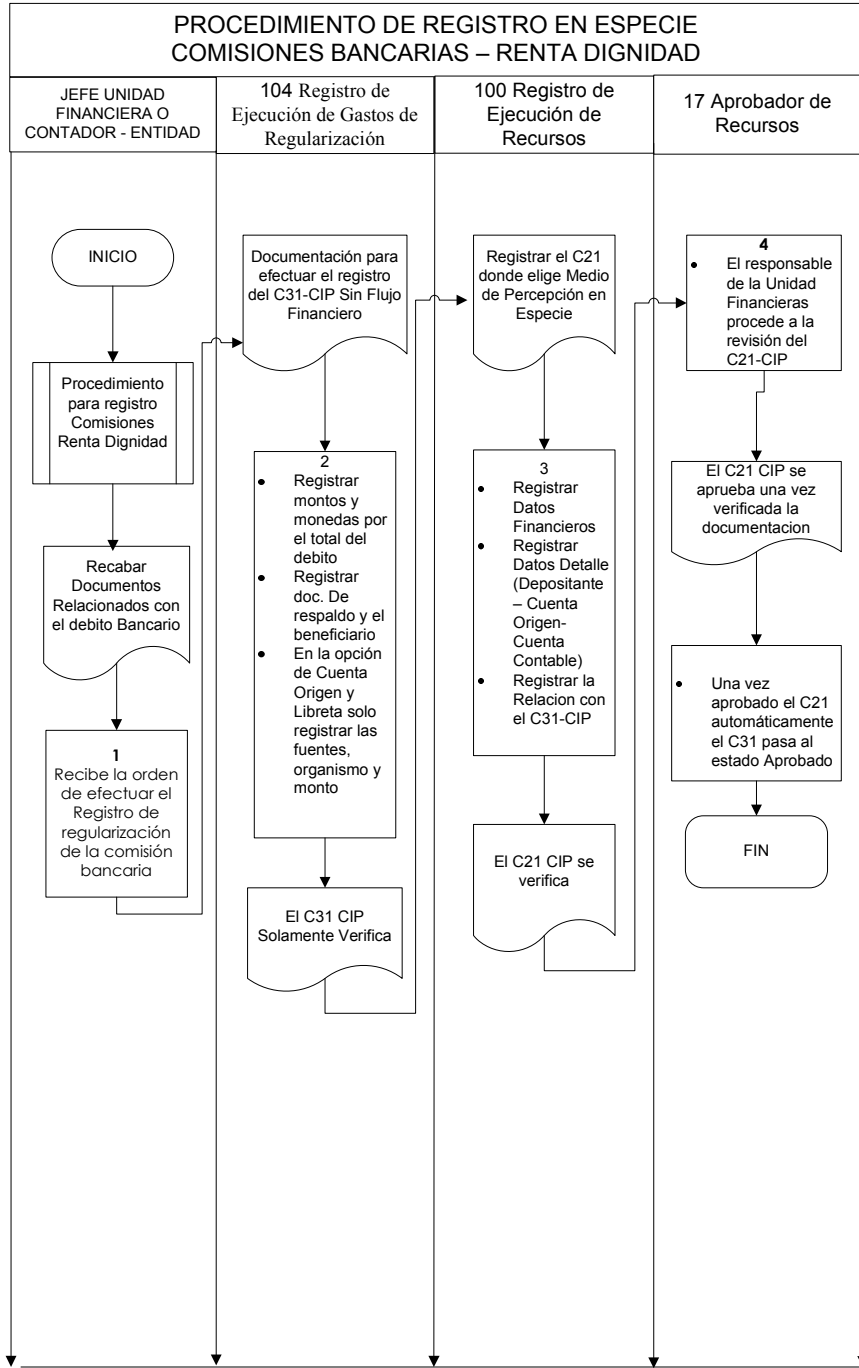 PROCEDIMIENTO DE REGISTRO EN ESPECIE
COMISIONES BANCARIAS – RENTA DIGNIDAD
JEFE UNIDAD
FINANCIERA O
CONTADOR - ENTIDAD
104 Registro de
Ejecución de Gastos de
Regularización
100 Registro de
Ejecución de
Recursos
17 Aprobador de
Recursos
INICIO
Procedimiento
para registro
Comisiones
Renta Dignidad
Recabar
Documentos
Relacionados con
el debito Bancario
1
Recibe la orden
de efectuar el
Registro de
regularización
de la comisión
bancaria
Documentación para
efectuar el registro
del C31-CIP Sin Flujo
Financiero
2
• Registrar
montos y
monedas por
el total del
debito
• Registrar
doc. De
respaldo y el
beneficiario
• En la opción
de Cuenta
Origen y
Libreta solo
registrar las
fuentes,
organismo y
monto
El C31 CIP
Solamente Verifica
Registrar el C21
donde elige Medio
de Percepción en
Especie
3
• Registrar
Datos
Financieros
• Registrar
Datos Detalle
(Depositante
– Cuenta
Origen-
Cuenta
Contable)
• Registrar la
Relacion con
el C31-CIP
El C21 CIP se
verifica
4
• El responsable
de la Unidad
Financieras
procede a la
revisión del
C21-CIP
El C21 CIP se
aprueba una vez
verificada la
documentacion
• Una vez
aprobado el C21
automáticamente
el C31 pasa al
estado Aprobado
FIN